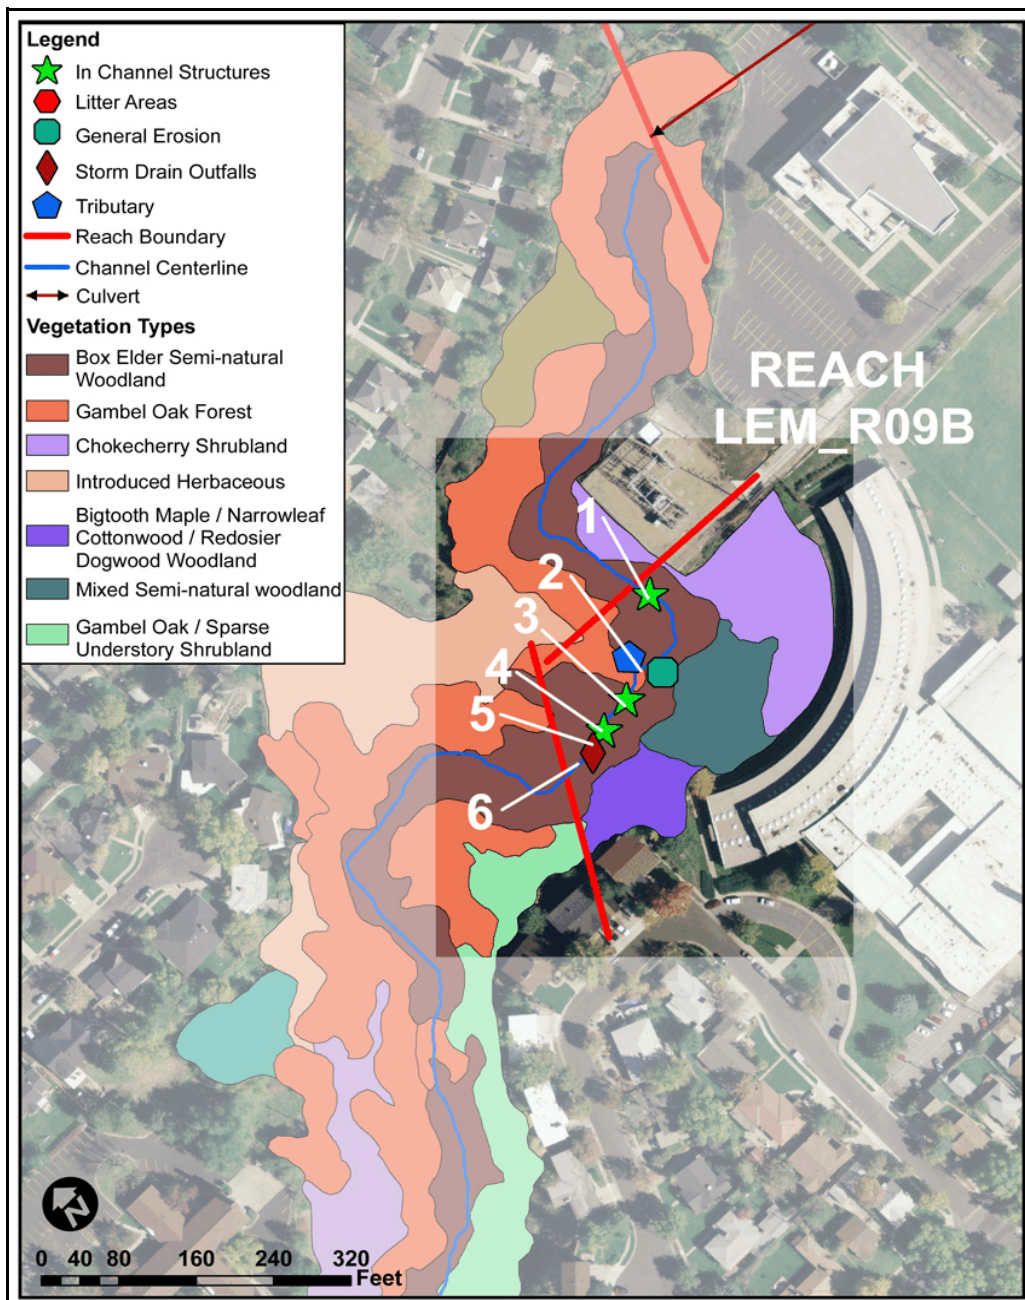 Legend
In Channel Structures
Litter Areas
General Erosion
Storm Drain Outfalls
Tributary
Reach Boundary
Channel Centerline
Culvert
Vegetation Types
Box Elder Semi-natural
Woodland
Gambel Oak Forest
Chokecherry Shrubland
Introduced Herbaceous
Bigtooth Maple / Narrowleaf
Cottonwood / Redosier
Dogwood Woodland
Mixed Semi-natural woodland
Gambel Oak / Sparse
Understory Shrubland
REACH
LEM_R09B
1
2
3
4
5
6
N
0 40 80 160 240 320
Feet